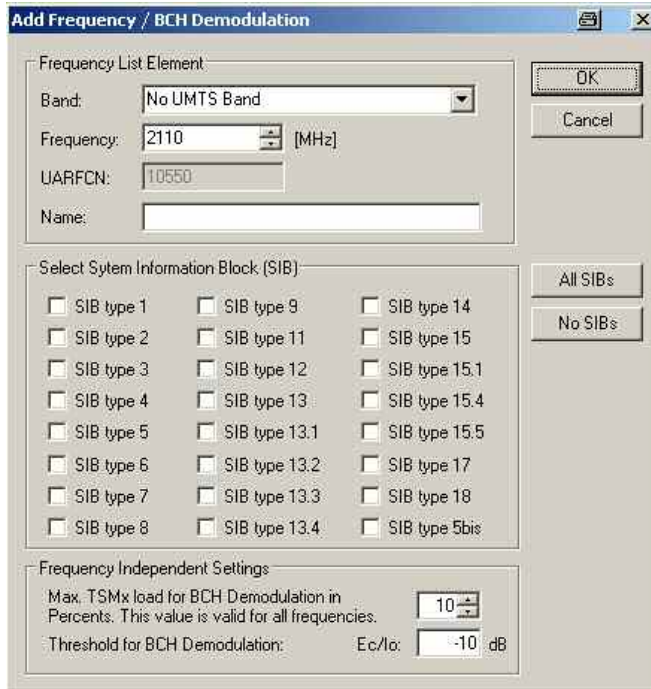 Add Frequency / BCH Demodulation
Frequency List Element
Band: No UMTS Band
Frequency: 2110 [MHz]
UARFCN: 10550
Name:
OK
Cancel
Select Sytem Information Block (SIB)
SIB type 1 SIB type 9 SIB type 14
SIB type 2 SIB type 11 SIB type 15
SIB type 3 SIB type 12 SIB type 15.1
SIB type 4 SIB type 13 SIB type 15.4
SIB type 5 SIB type 13.1 SIB type 15.5
SIB type 6 SIB type 13.2 SIB type 17
SIB type 7 SIB type 13.3 SIB type 18
SIB type 8 SIB type 13.4 SIB type 5bis
All SIBs
No SIBs
Frequency Independent Settings
Max. TSMx load for BCH Demodulation in
Percents. This value is valid for all frequencies. 10
Threshold for BCH Demodulation: Ec/Io: -10 dB